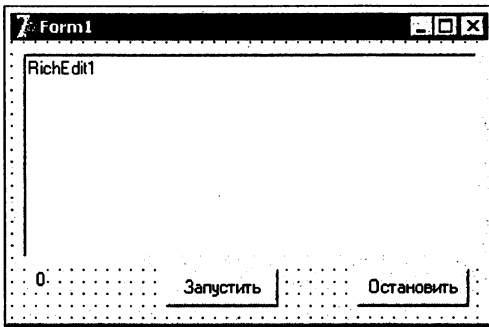 Form1
RichEdit1
0
Запустить
Остановить